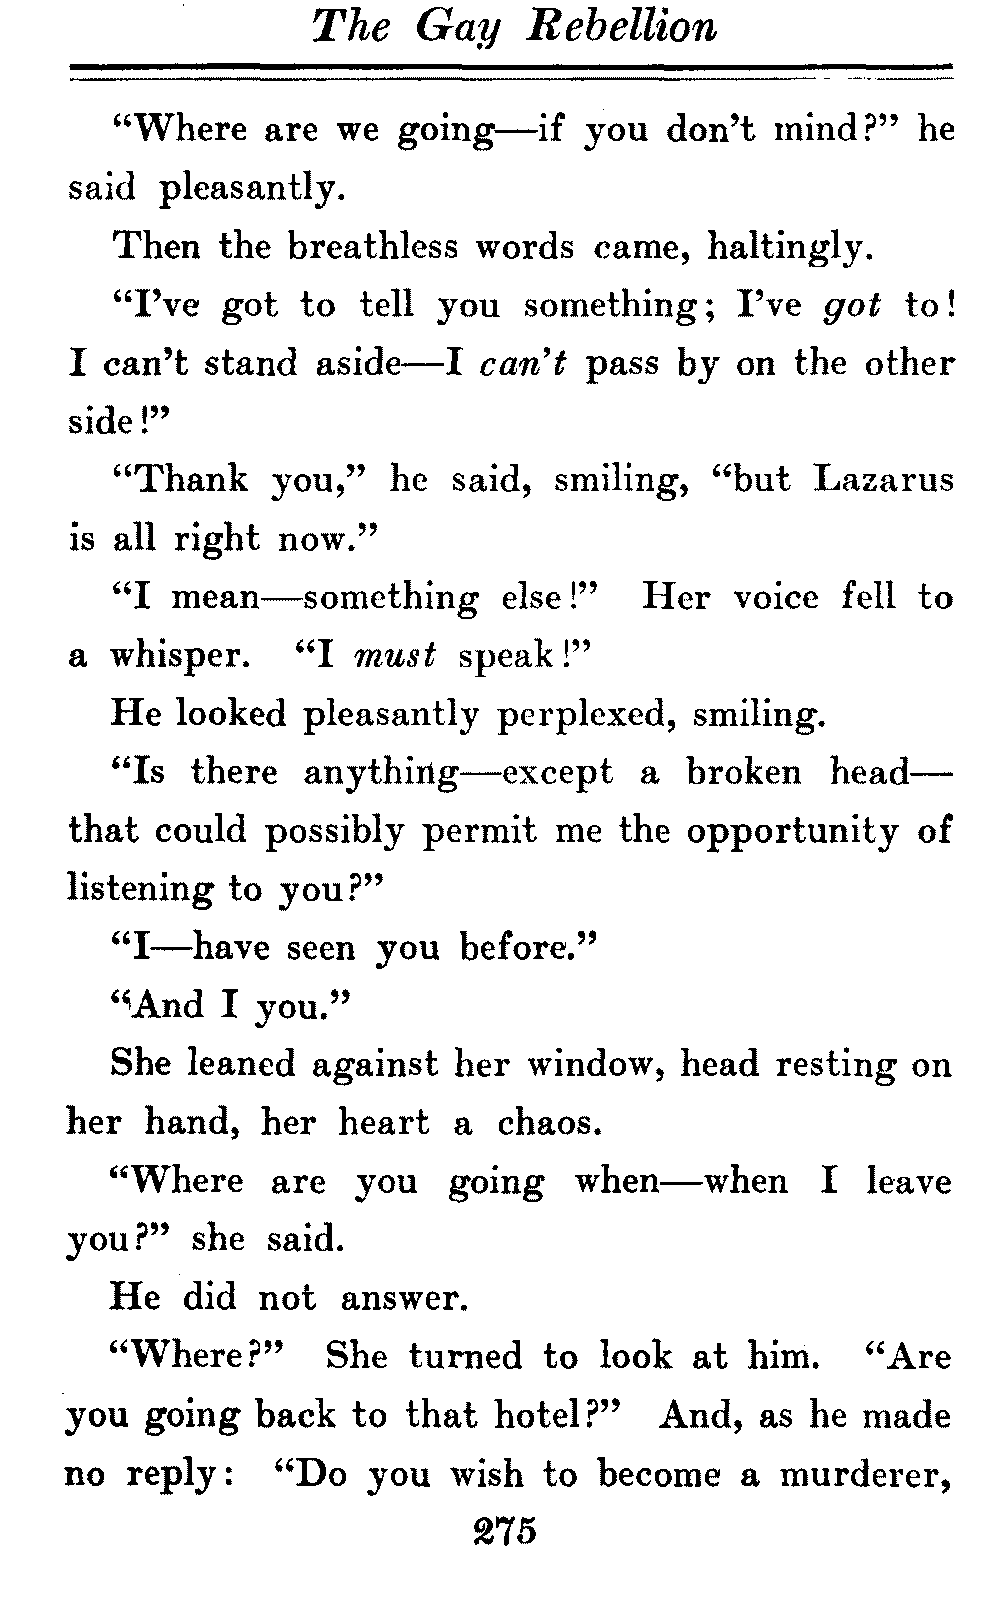 The Gay Rebellion
“Where are we going—if you don’t mind?” he
said pleasantly.
Then the breathless words came, haltingly.
“I’ve got to tell you something; I’ve got to!
I can’t stand aside—I can’t pass by on the other
side!”
“Thank you,” he said, smiling, “but Lazarus
is all right now.”
“I mean—something else!” Her voice fell to
a whisper. “I must speak!”
He looked pleasantly perplexed, smiling.
“Is there anything—except a broken head—
that could possibly permit me the opportunity of
listening to you?”
“I—have seen you before.”
“And I you.”
She leaned against her window, head resting on
her hand, her heart a chaos.
“Where are you going when—when I leave
you?” she said.
He did not answer.
“Where?” She turned to look at him. “Are
you going back to that hotel?” And, as he made
no reply: “Do you wish to become a murderer,
275